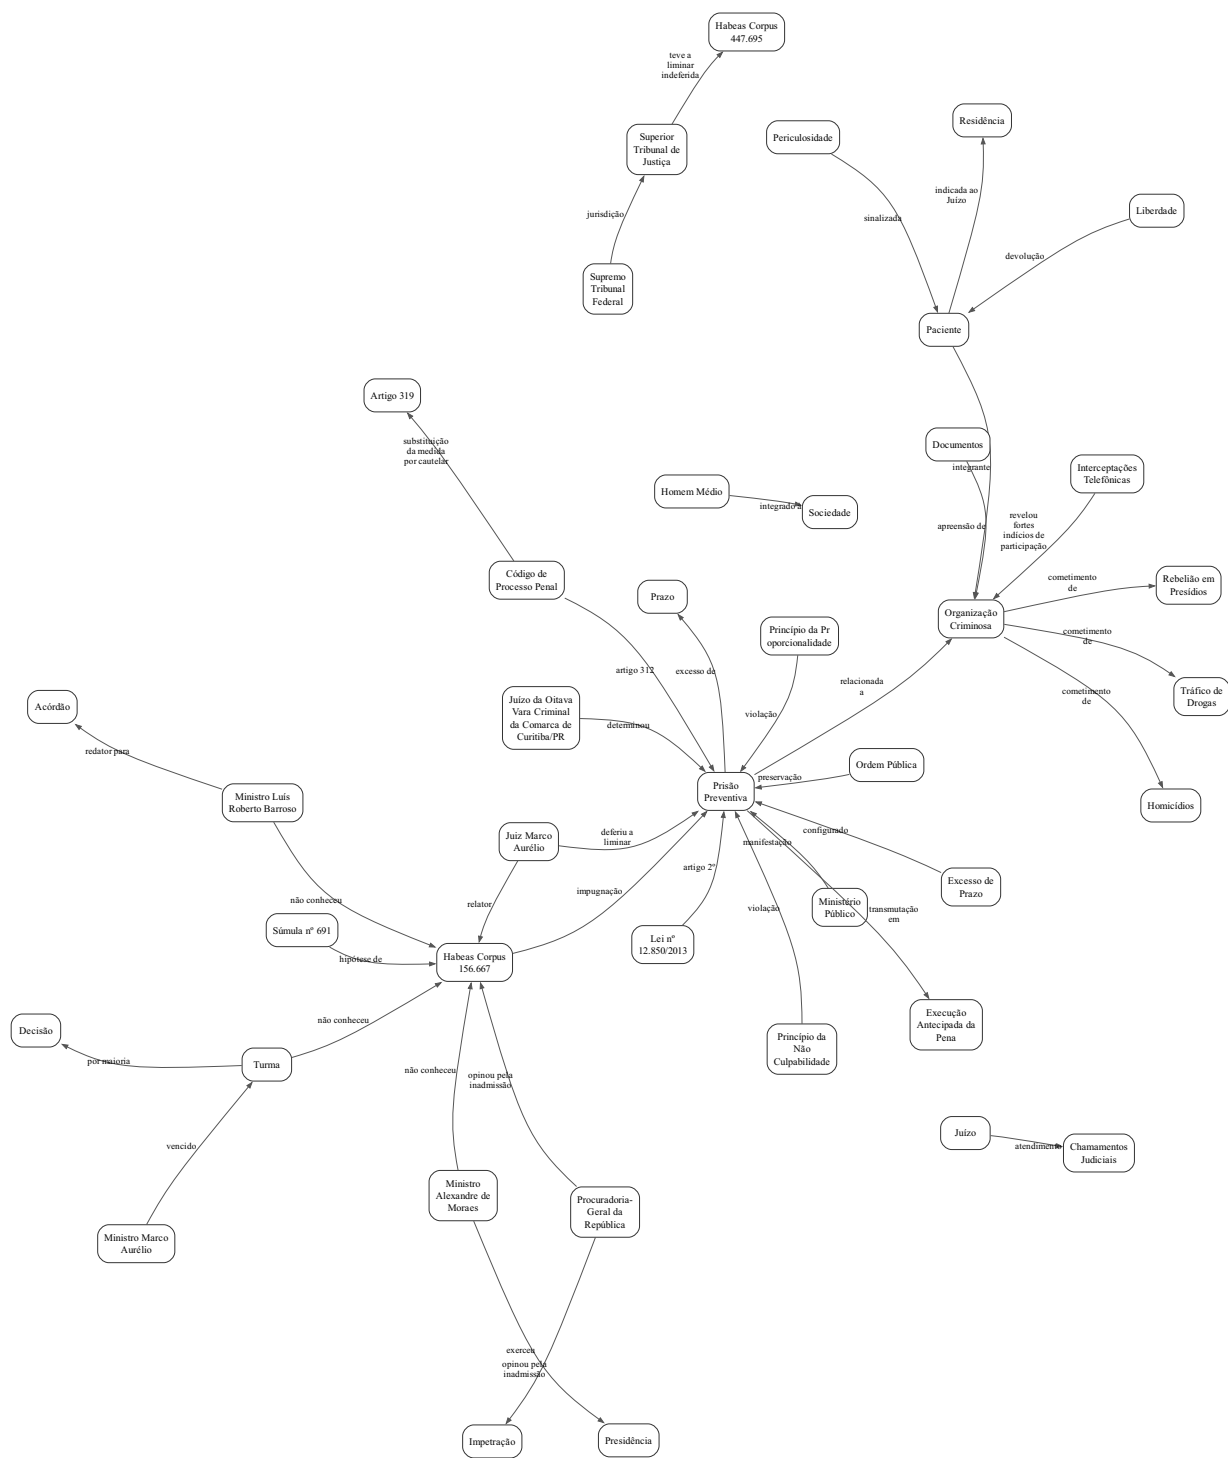 Habeas Corpus
447.695
teve a
liminar
indeferida
Superior
Tribunal de
Justiça
Periculosidade
Residência
indicada ao
Juízo
sinalizada
Liberdade
devolução
jurisdição
Supremo
Tribunal
Federal
Paciente
Artigo 319
substituição
da medida
por cautelar
Documentos
integrante
Interceptações
Telefônicas
Homem Médio
integrado à
Sociedade
apreensão de
revelou
fortes
indícios de
participação
Código de
Processo Penal
Prazo
cometimento
de
Rebelião em
Presídios
Organização
Criminosa
Princípio da Pr
oporcionalidade
cometimento
de
artigo 312
excesso de
relacionada
a
cometimento
de
Tráfico de
Drogas
Acórdão
Juízo da Oitava
Vara Criminal
da Comarca de
Curitiba/PR
determinou
violação
redator para
Ordem Pública
preservação
Prisão
Preventiva
Homicídios
Ministro Luís
Roberto Barroso
Juiz Marco
Aurélio
deferiu a
liminar
manifestação
configurado
artigo 2º
Excesso de
Prazo
impugnação
relator
não conheceu
violação
Ministério
Público
transmutação
em
Súmula nº 691
hipótese de
Habeas Corpus
156.667
Lei nº
12.850/2013
não conheceu
Decisão
por maioria
Turma
Princípio da
Não
Culpabilidade
Execução
Antecipada da
Pena
não conheceu
opinou pela
inadmissão
vencido
Juízo
atendimento
Chamamentos
Judiciais
Ministro
Alexandre de
Moraes
Procuradoria-
Geral da
República
Ministro Marco
Aurélio
exerceu
opinou pela
inadmissão
Impetração
Presidência